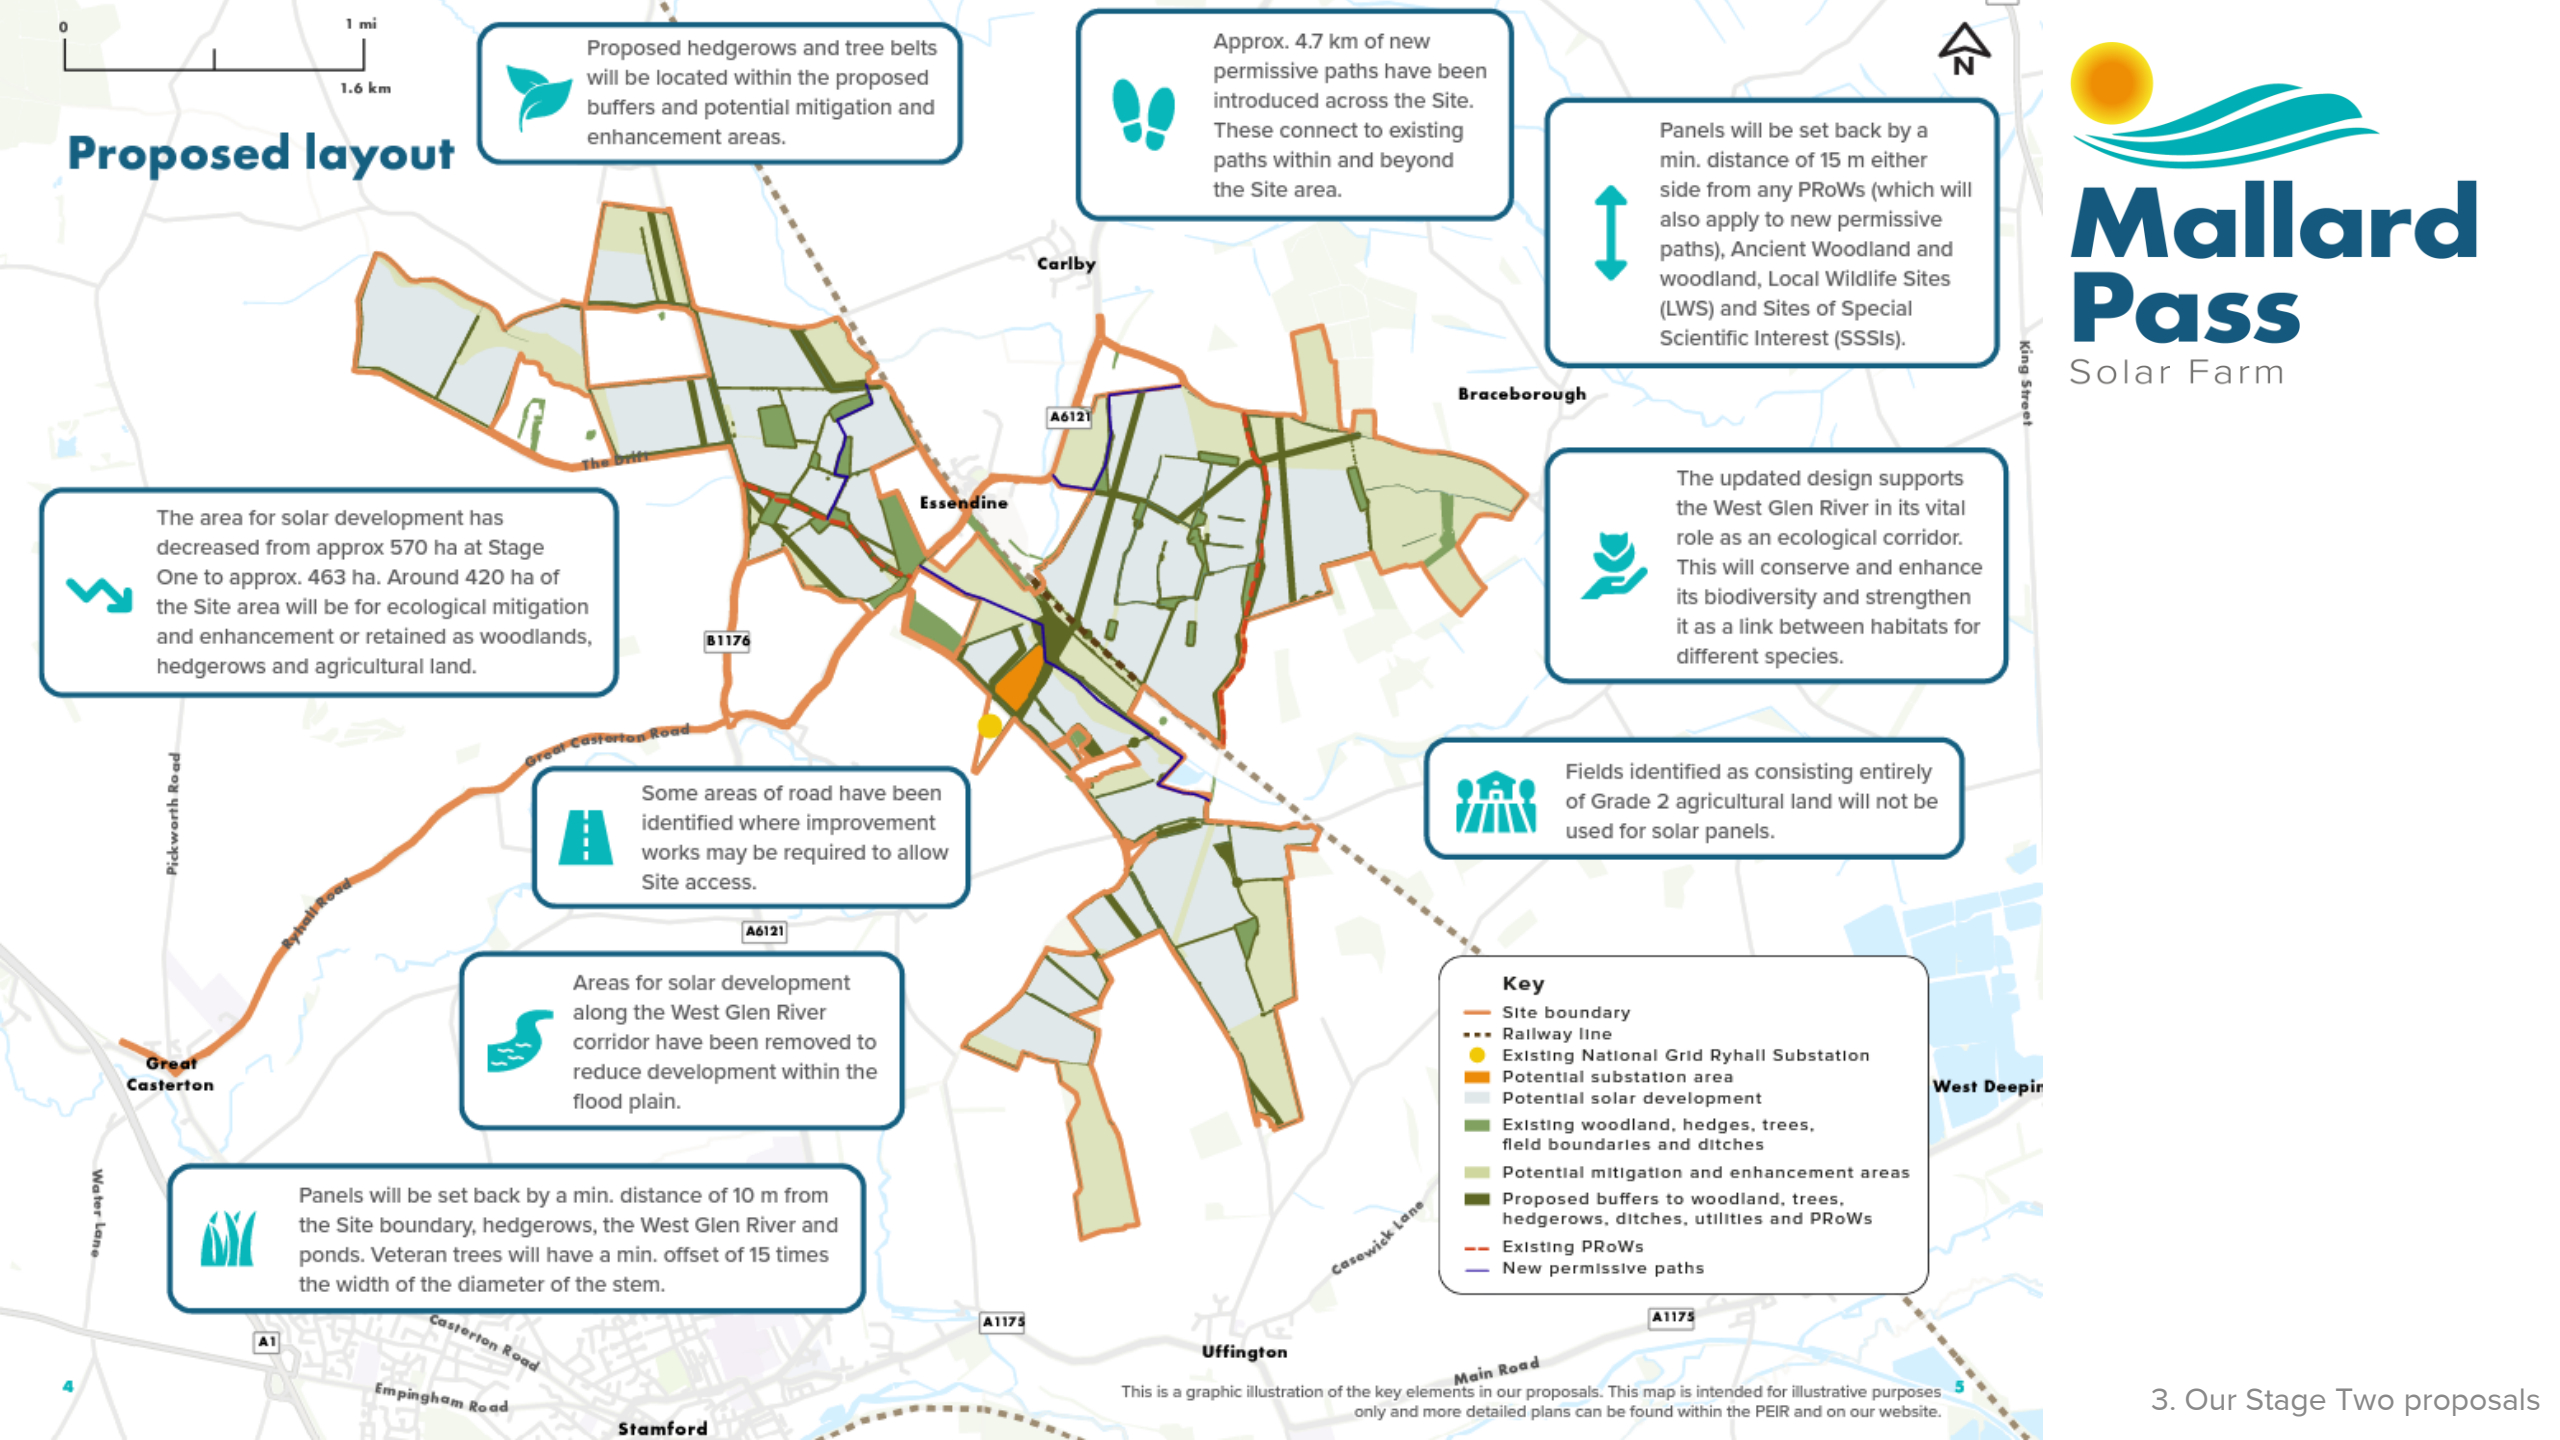 0
1 mi
1.6 km
Proposed layout
Proposed hedgerows and tree belts
will be located within the proposed
buffers and potential mitigation and
enhancement areas.
Approx. 4.7 km of new
permissive paths have been
introduced across the Site.
These connect to existing
paths within and beyond
the Site area.
N
Panels will be set back by a
min. distance of 15 m either
side from any PRoWs (which will
also apply to new permissive
paths), Ancient Woodland and
woodland, Local Wildlife Sites
(LWS) and Sites of Special
Scientific Interest (SSSIs).
Mallard
Pass
Solar Farm
Carlby
King Street
Braceborough
A6121
The Drift
Essendine
The area for solar development has
decreased from approx 570 ha at Stage
One to approx. 463 ha. Around 420 ha of
the Site area will be for ecological mitigation
and enhancement or retained as woodlands,
hedgerows and agricultural land.
The updated design supports
the West Glen River in its vital
role as an ecological corridor.
This will conserve and enhance
its biodiversity and strengthen
it as a link between habitats for
different species.
B1176
Great Casterton Road
Pickworth Road
Ryhall Road
Some areas of road have been
identified where improvement
works may be required to allow
Site access.
Fields identified as consisting entirely
of Grade 2 agricultural land will not be
used for solar panels.
A6121
Areas for solar development
along the West Glen River
corridor have been removed to
reduce development within the
flood plain.
Great
Casterton
Key
Site boundary
Railway line
Existing National Grid Ryhall Substation
Potential substation area
Potential solar development
Existing woodland, hedges, trees,
field boundaries and ditches
Potential mitigation and enhancement areas
Proposed buffers to woodland, trees,
hedgerows, ditches, utilities and PRoWs
Existing PRoWs
New permissive paths
West Deepin
Water Lane
Panels will be set back by a min. distance of 10 m from
the Site boundary, hedgerows, the West Glen River and
ponds. Veteran trees will have a min. offset of 15 times
the width of the diameter of the stem.
Casewick Lane
A1
Casterton Road
A1175
A1175
Uffington
Main Road
4
Empingham Road
Stamford
This is a graphic illustration of the key elements in our proposals. This map is intended for illustrative purposes
only and more detailed plans can be found within the PEIR and on our website.
5
3. Our Stage Two proposals